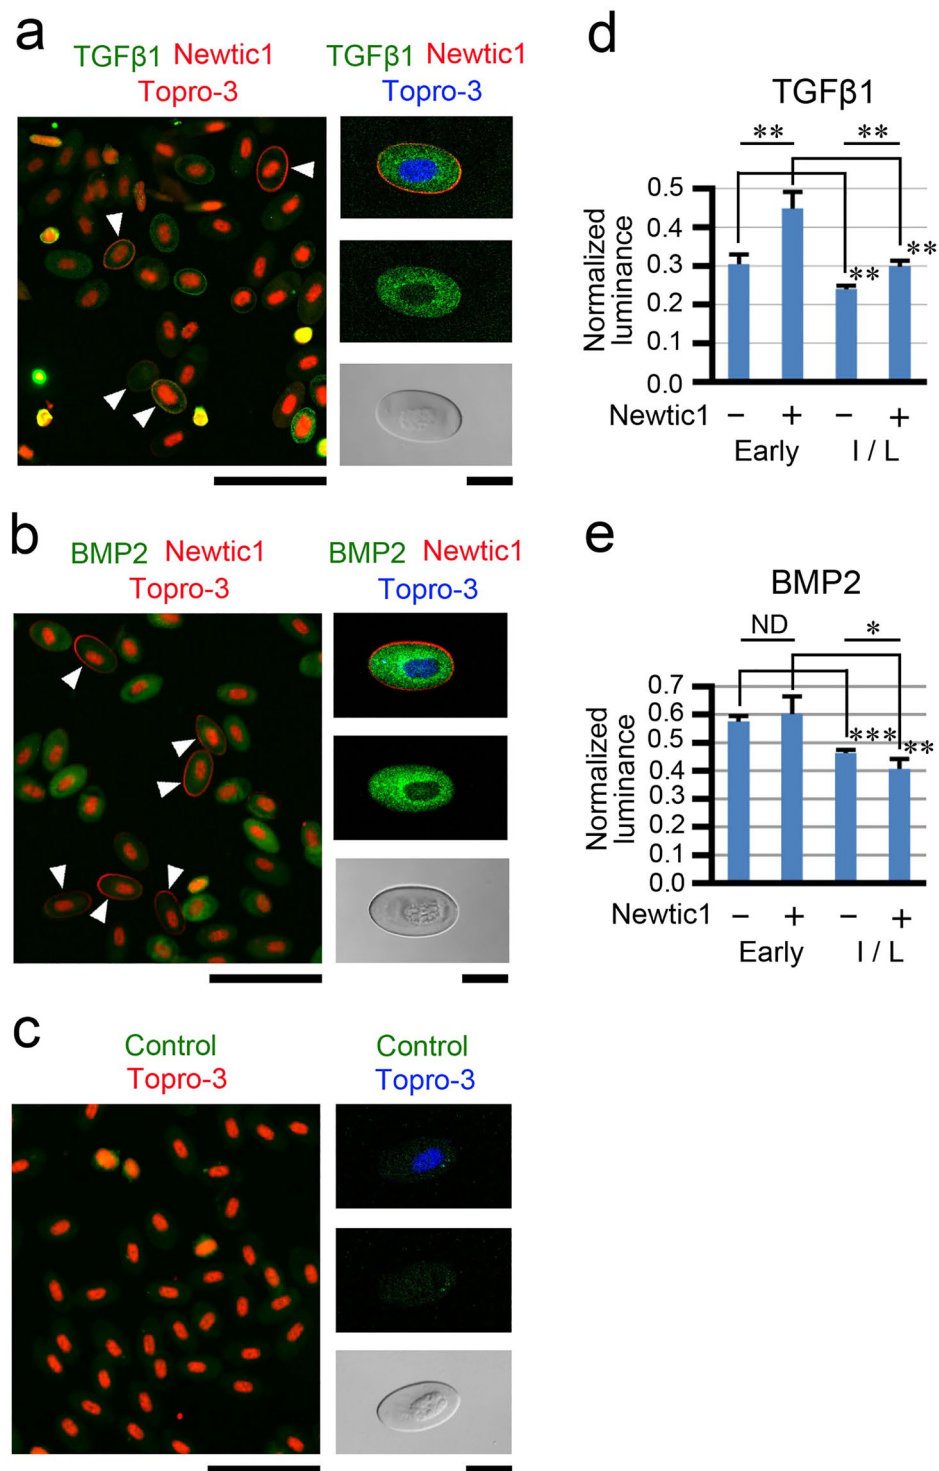 a
TGFβ1 Newtic1
Topro-3
TGFβ1 Newtic1
Topro-3
b
BMP2 Newtic1
Topro-3
BMP2 Newtic1
Topro-3
c
Control
Topro-3
Control
Topro-3
d
TGFβ1
** **
Normalized
luminance
0.5
0.4
0.3
0.2
0.1
0.0
** **
Newtic1 − + − +
Early I / L
e
BMP2
ND *
Normalized
luminance
0.7
0.6
0.5
0.4
0.3
0.2
0.1
0.0
*** **
Newtic1 − + − +
Early I / L